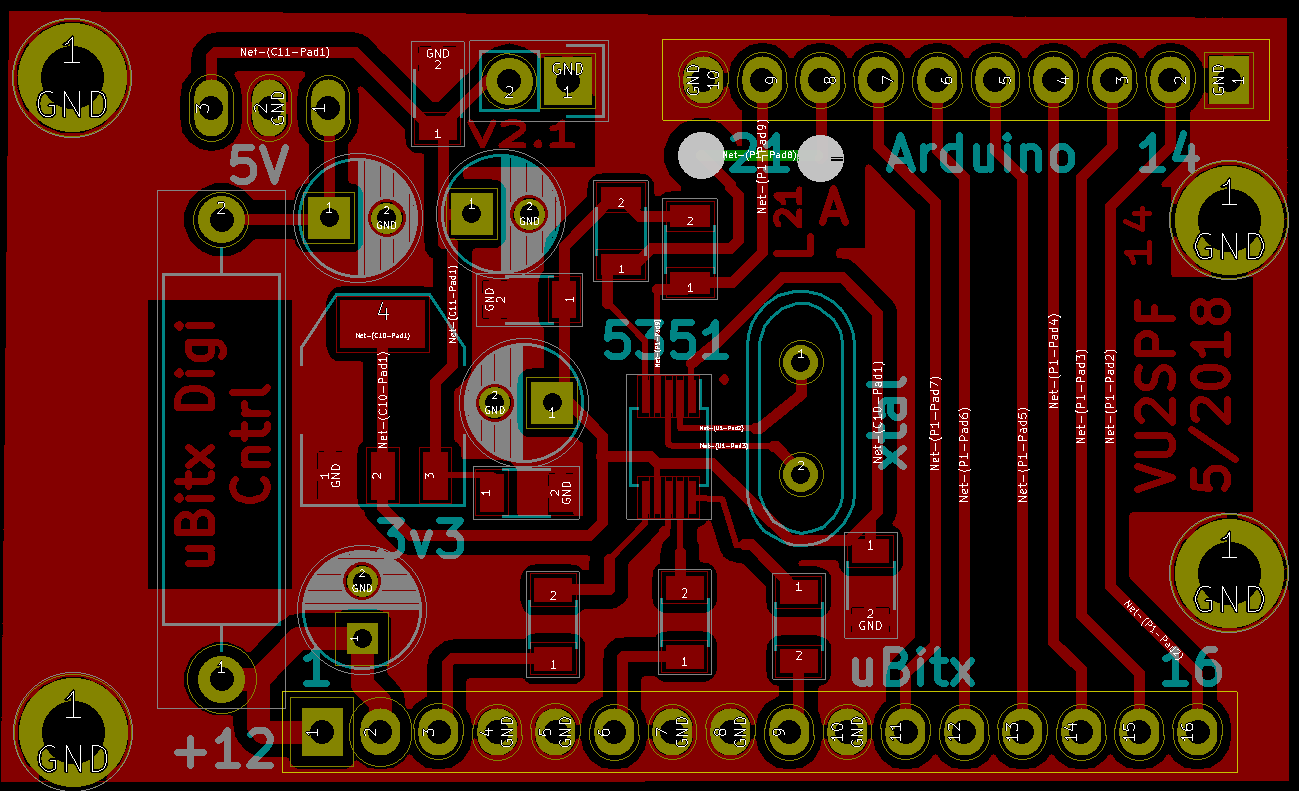 1
GND
Net-(C11-Pad1)
GND
2
1
2
GND
1
V2.1
GND
10
9
8
7
6
5
4
3
2
GND
1
3
2
GND
1
5V
21
Net-(P1-Pad8)
Net-(P1-Pad9)
Arduino
14
1
GND
2
1
2
GND
1
2
GND
2
1
2
1
21
A
14
GND
2
1
Net-(C11-Pad1)
4
Net-(C10-Pad1)
Net-(C10-Pad1)
5351
Net-(P1-Pad9)
1
2
xtal
Net-(C10-Pad1)
Net-(P1-Pad7)
Net-(P1-Pad6)
Net-(P1-Pad5)
Net-(P1-Pad4)
Net-(P1-Pad3)
Net-(P1-Pad2)
VU2SPF
5/2018
uBitx Digi
Cntrl
2
GND
1
Net-(U1-Pad2)
Net-(U1-Pad3)
1
GND
2
3
1
2
GND
3v3
1
2
GND
2
GND
1
2
1
2
1
1
2
1
GND
Net-(P1-Pad2)
1
1
uBitx
16
1
GND
+12
1
2
3
4
GND
5
GND
6
7
GND
8
GND
9
10
GND
11
12
13
14
15
16